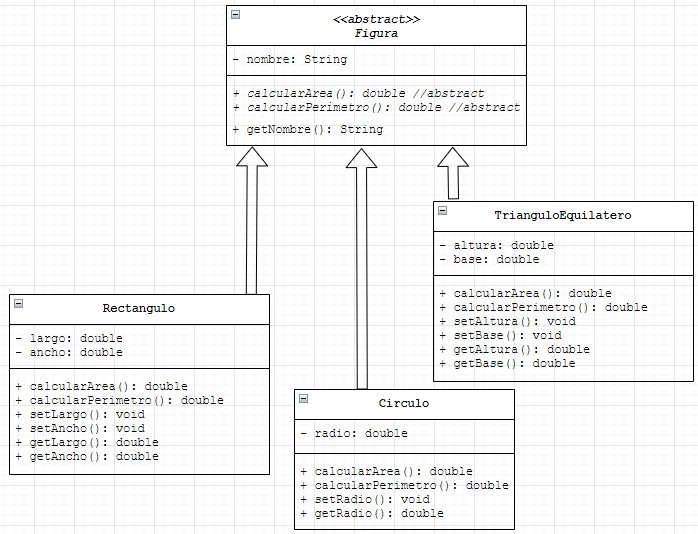 <<abstract>>
Figura
- nombre: String
+ calcularArea(): double //abstract
+ calcularPerimetro(): double //abstract
+ getNombre(): String
TrianguloEquilatero
- altura: double
- base: double
+ calcularArea(): double
+ calcularPerimetro(): double
+ setAltura(): void
+ setBase(): void
+ getAltura(): double
+ getBase(): double
Rectangulo
- largo: double
- ancho: double
+ calcularArea(): double
+ calcularPerimetro(): double
+ setLargo(): void
+ setAncho(): void
+ getLargo(): double
+ getAncho(): double
Circulo
- radio: double
+ calcularArea(): double
+ calcularPerimetro(): double
+ setRadio(): void
+ getRadio(): double